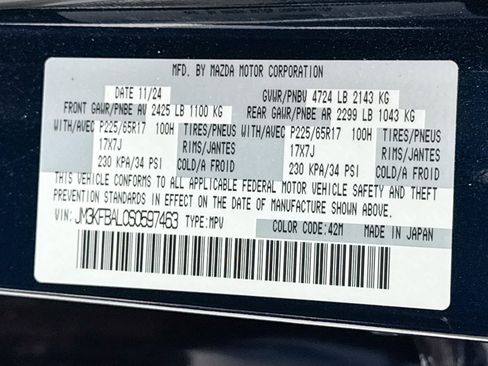 MFD. BY MAZDA MOTOR CORPORATION
DATE 11/24 GVWR/PNBV 4724 LB 2143 KG
FRONT GAWR/PNBE AV 2425 LB 1100 KG REAR GAWR/PNBE AR 2299 LB 1043 KG
WITH/AVEC P225/65R17 100H TIRES/PNEUS WITH/AVEC P225/65R17 100H TIRES/PNEUS
17X7J RIMS/JANTES 17X7J RIMS/JANTES
230 KPA/34 PSI COLD/A FROID 230 KPA/34 PSI COLD/A FROID
THIS VEHICLE CONFORMS TO ALL APPLICABLE FEDERAL MOTOR VEHICLE SAFETY AND THEFT
PREVENTION STANDARDS IN EFFECT ON THE DATE OF MANUFACTURE SHOWN ABOVE.
VIN: JM3KFBAL0S0597463 TYPE: MPV COLOR CODE: 42M MADE IN JAPAN